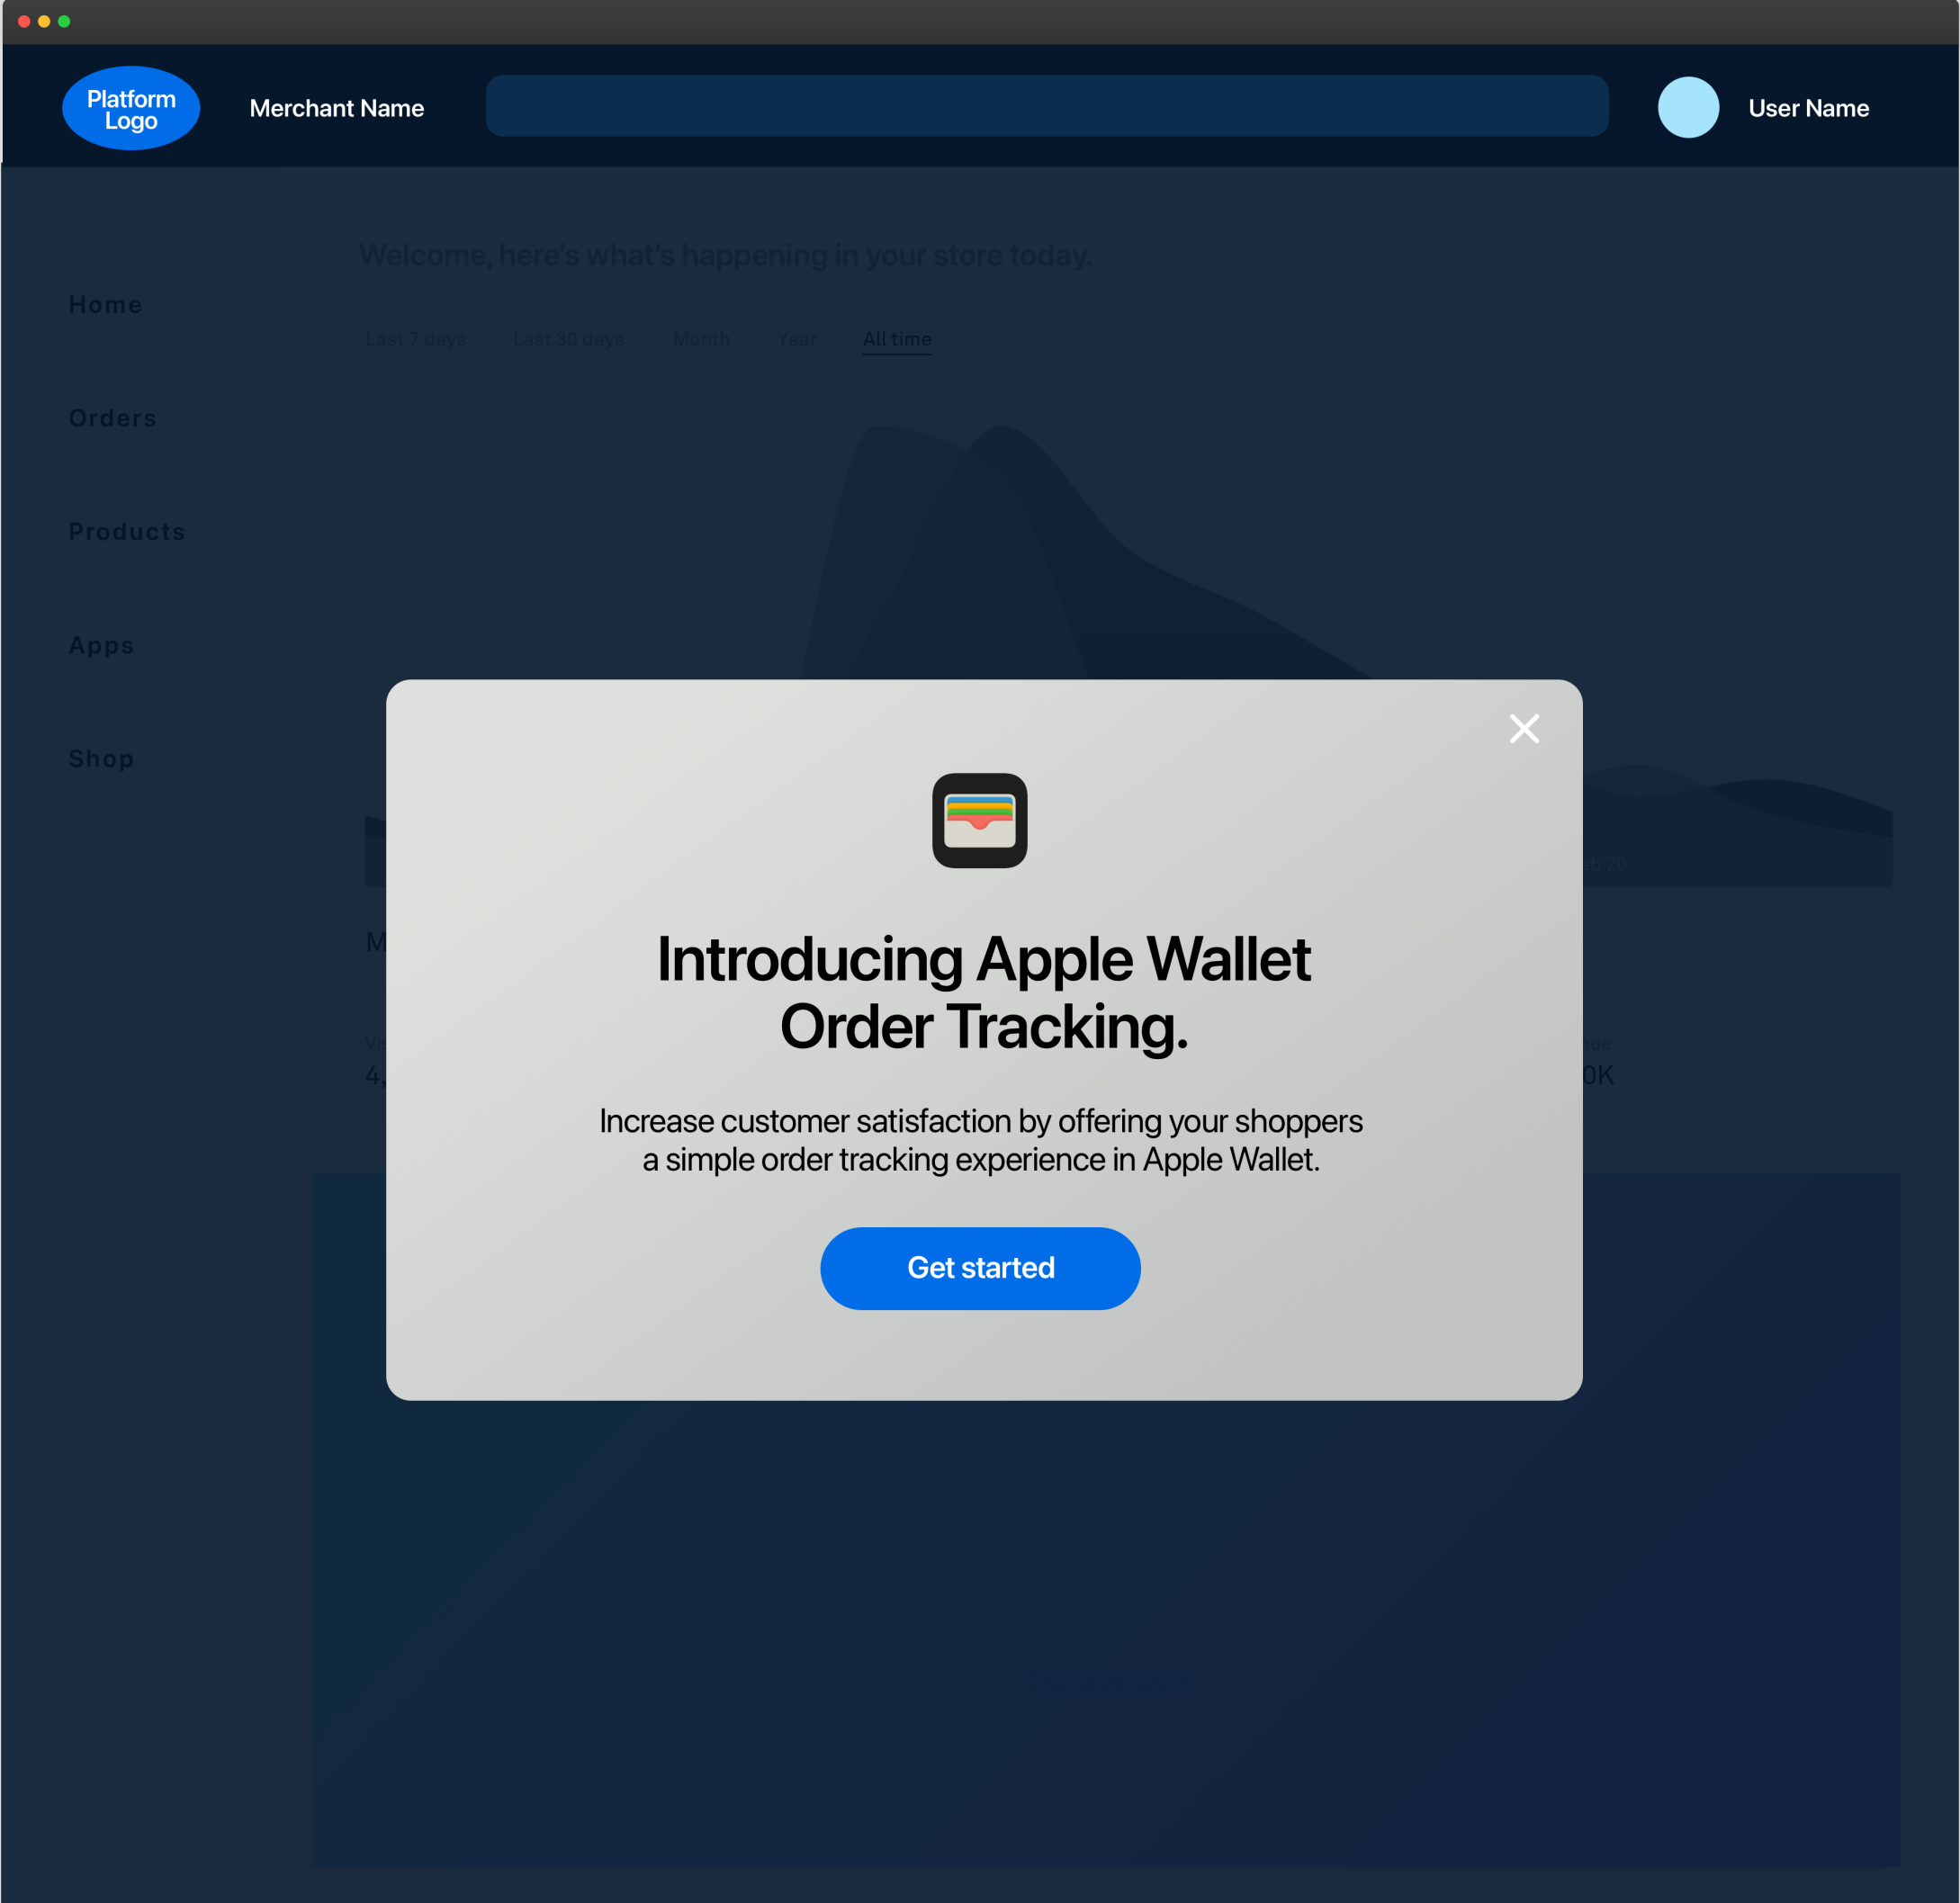 Platform
Logo
Merchant Name
User Name
Welcome, here’s what’s happening in your store today.
Home
Last 7 days
Last 30 days
Month
Year
All time
Orders
Products
Apps
Shop
Introducing Apple Wallet
Order Tracking.
Increase customer satisfaction by offering your shoppers
a simple order tracking experience in Apple Wallet.
Get started
20
0K